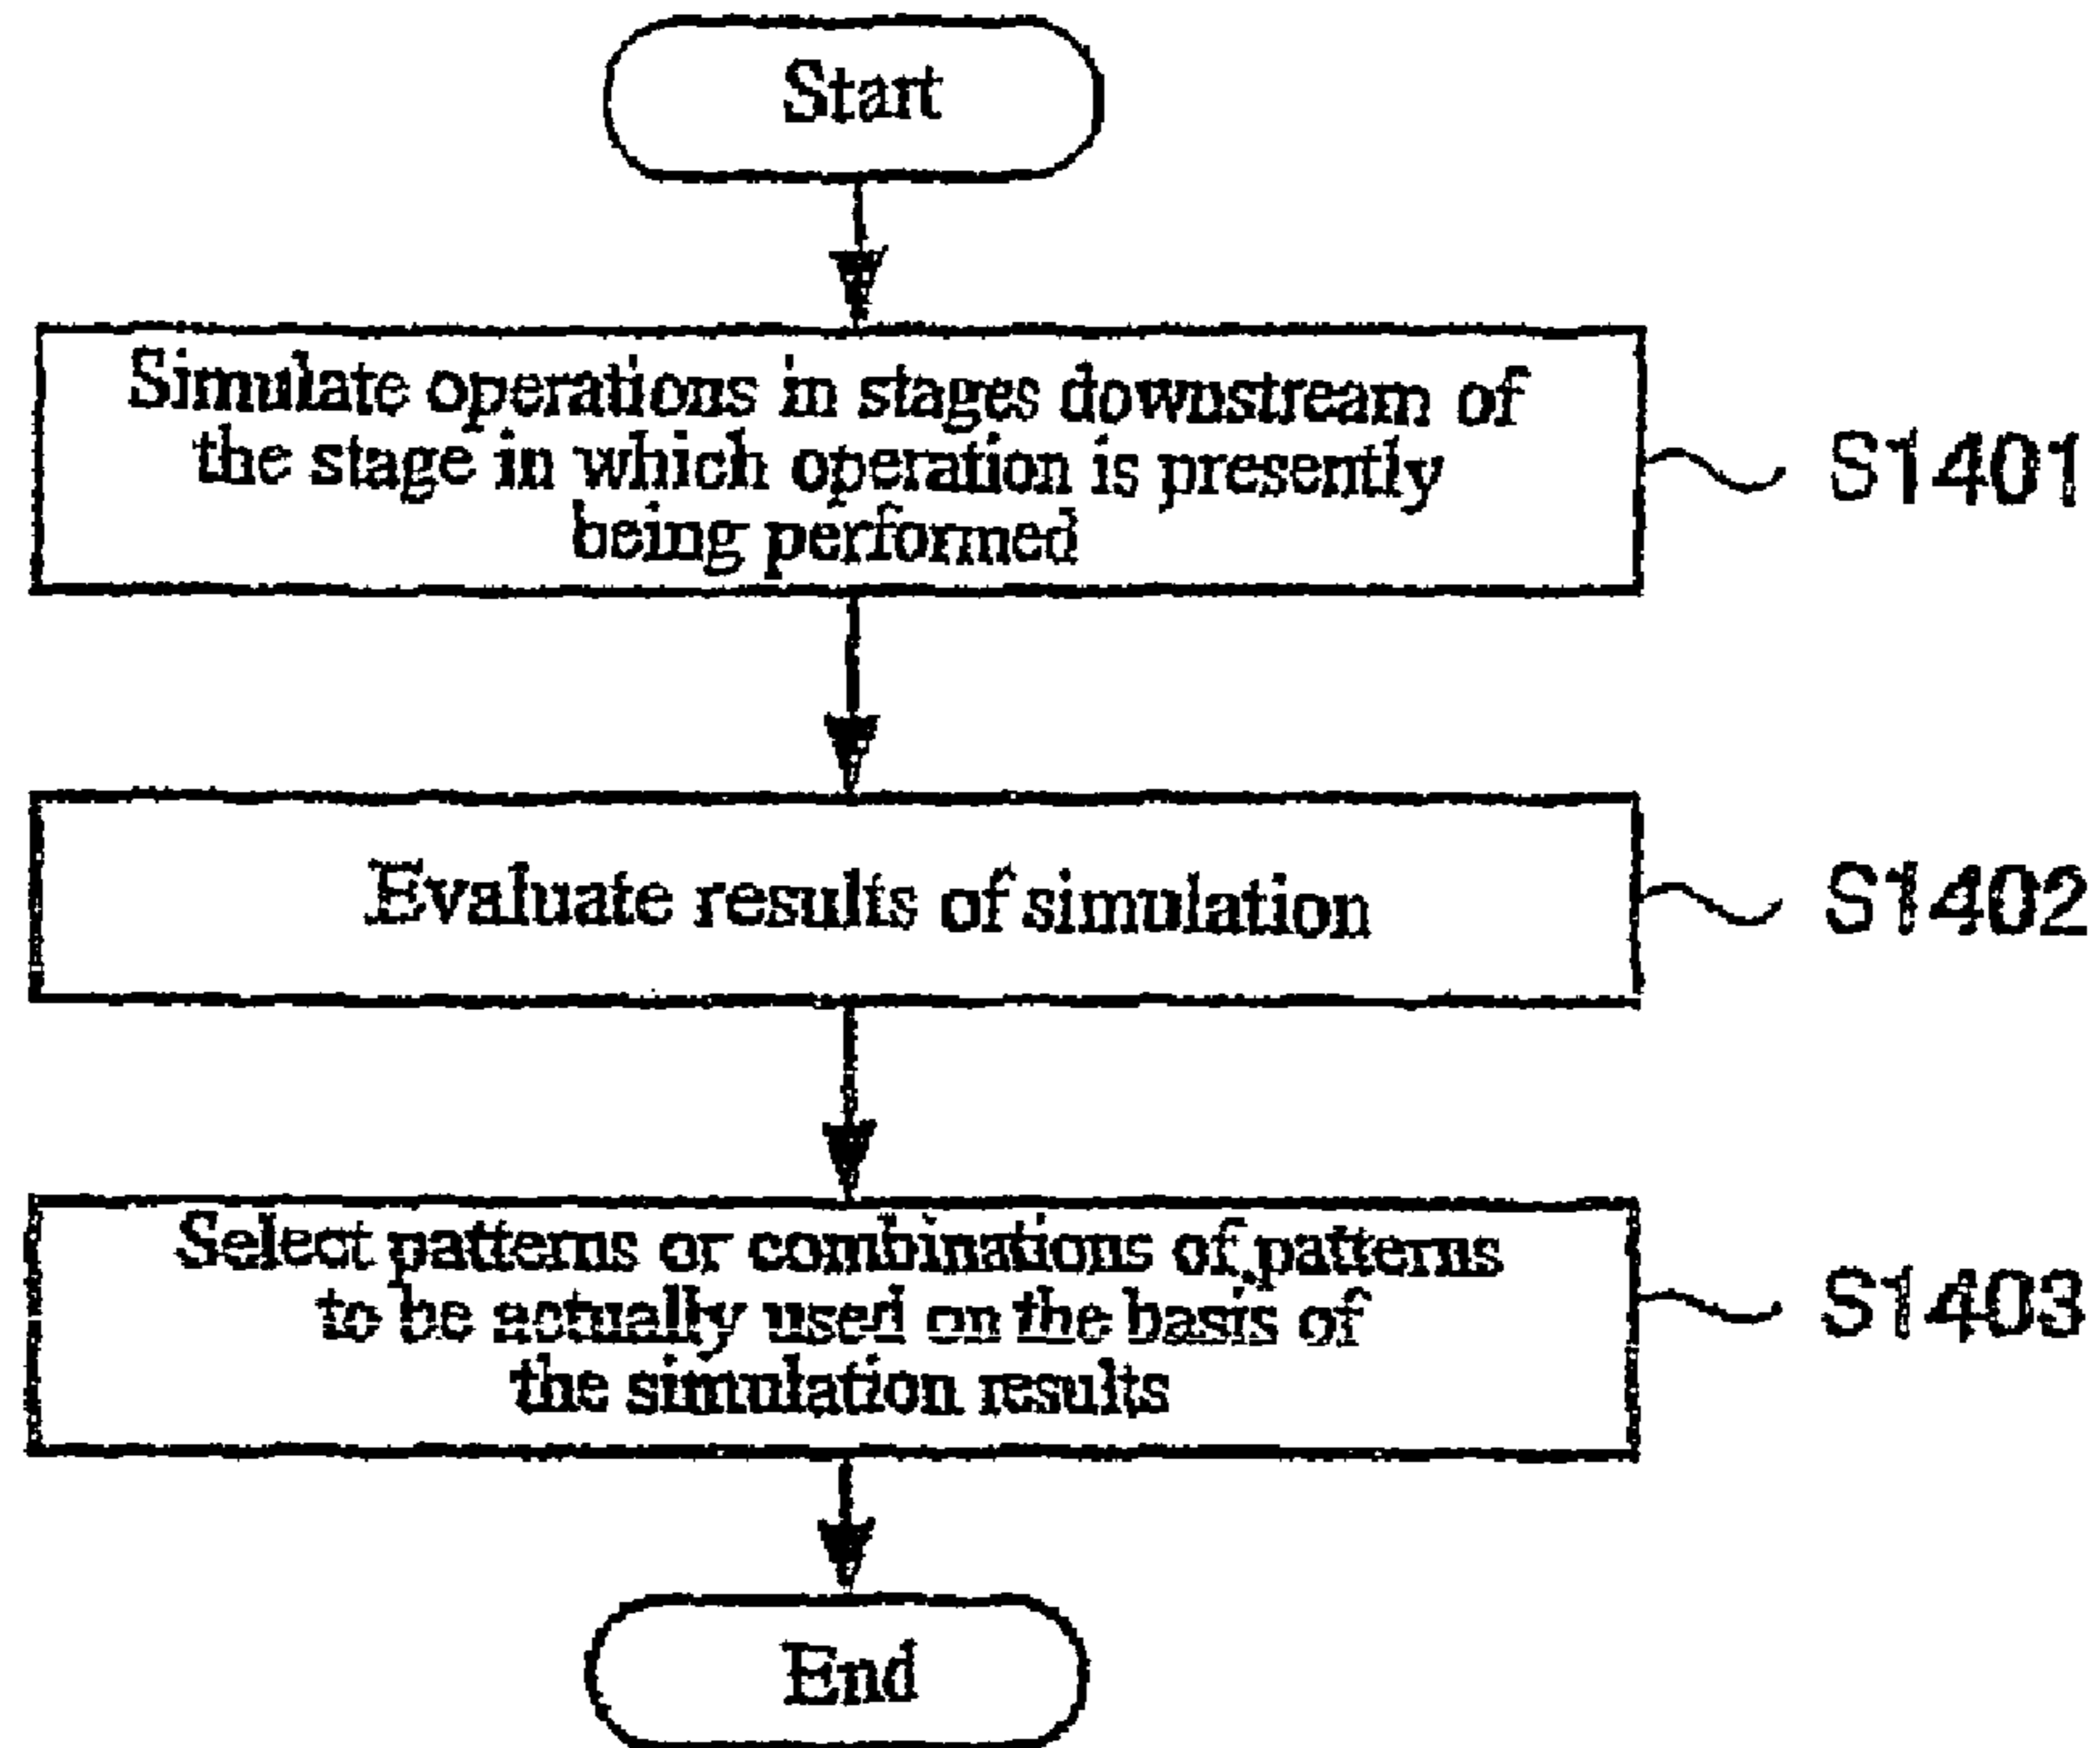 Start
Simulate operations in stages downstream of
the stage in which operation is presently
being performed
S1401
Evaluate results of simulation
S1402
Select patterns or combinations of patterns
to be actually used on the basis of
the simulation results
S1403
End